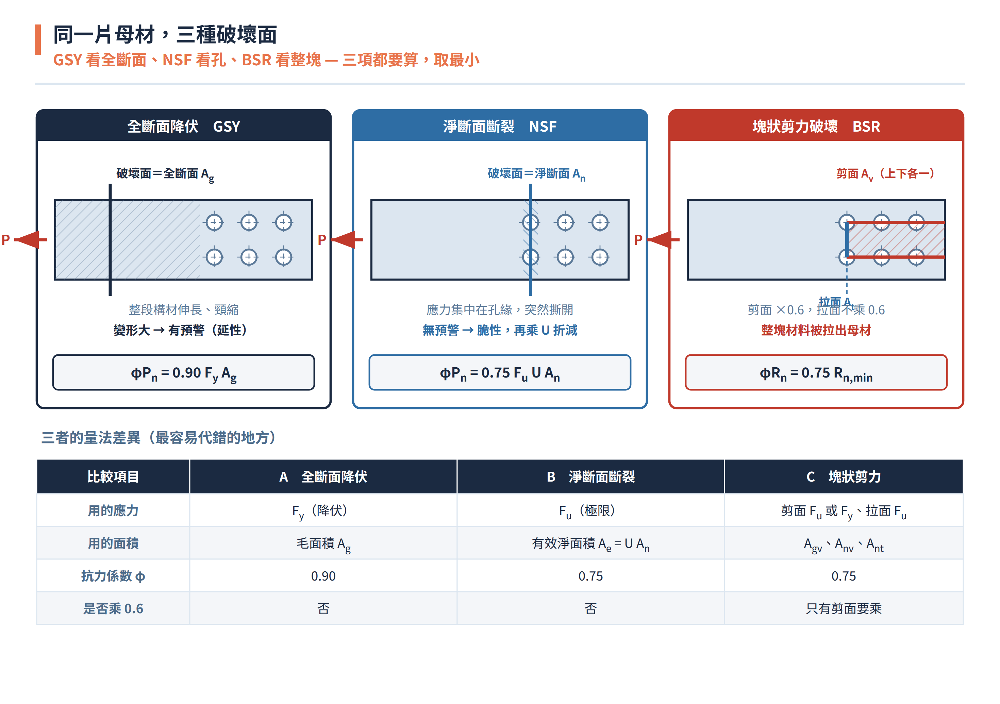 同一片母材，三種破壞面
GSY 看全斷面、NSF 看孔、BSR 看整塊 — 三項都要算，取最小
全斷面降伏　GSY
破壞面＝全斷面 Ag
P
整段構材伸長、頸縮
變形大 → 有預警（延性）
ϕPn = 0.90 Fy Ag
淨斷面斷裂　NSF
破壞面＝淨斷面 An
P
應力集中在孔緣，突然撕開
無預警 → 脆性，再乘 U 折減
ϕPn = 0.75 Fu U An
塊狀剪力破壞　BSR
剪面 Av（上下各一）
P
拉面 At
剪面 ×0.6，拉面不乘 0.6
整塊材料被拉出母材
ϕRn = 0.75 Rn,min
三者的量法差異（最容易代錯的地方）
比較項目　A　全斷面降伏　B　淨斷面斷裂　C　塊狀剪力
用的應力　Fy（降伏）　Fu（極限）　剪面 Fu 或 Fy、拉面 Fu
用的面積　毛面積 Ag　有效淨面積 Ae = U An　Agv、Anv、Ant
抗力係數 ϕ　0.90　0.75　0.75
是否乘 0.6　否　否　只有剪面要乘